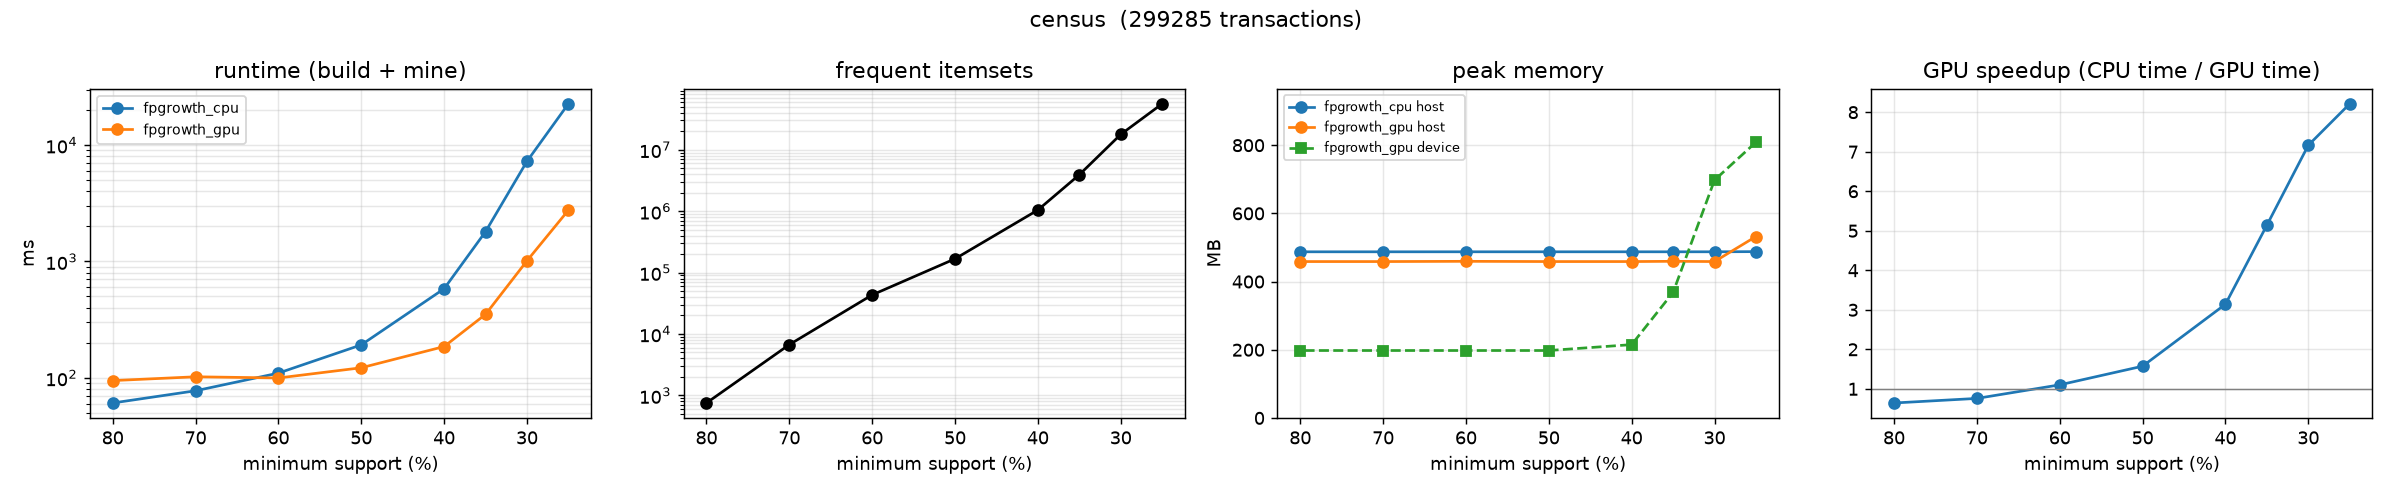 census  (299285 transactions)
runtime (build + mine)
fpgrowth_cpu
fpgrowth_gpu
10^4
10^3
10^2
ms
80 70 60 50 40 30
minimum support (%)
frequent itemsets
10^7
10^6
10^5
10^4
10^3
80 70 60 50 40 30
minimum support (%)
peak memory
fpgrowth_cpu host
fpgrowth_gpu host
fpgrowth_gpu device
800
600
400
200
0
MB
80 70 60 50 40 30
minimum support (%)
GPU speedup (CPU time / GPU time)
8
7
6
5
4
3
2
1
80 70 60 50 40 30
minimum support (%)